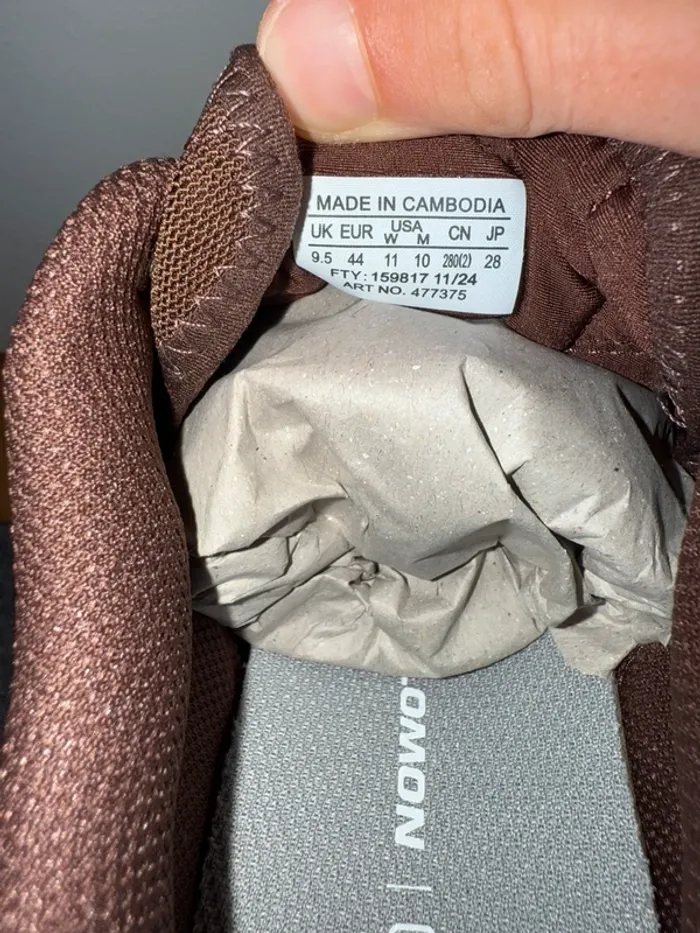 MADE IN CAMBODIA
UK EUR USA W M CN JP
9.5 44 11 10 280(2) 28
FTY: 159817 11/24
ART NO. 477375